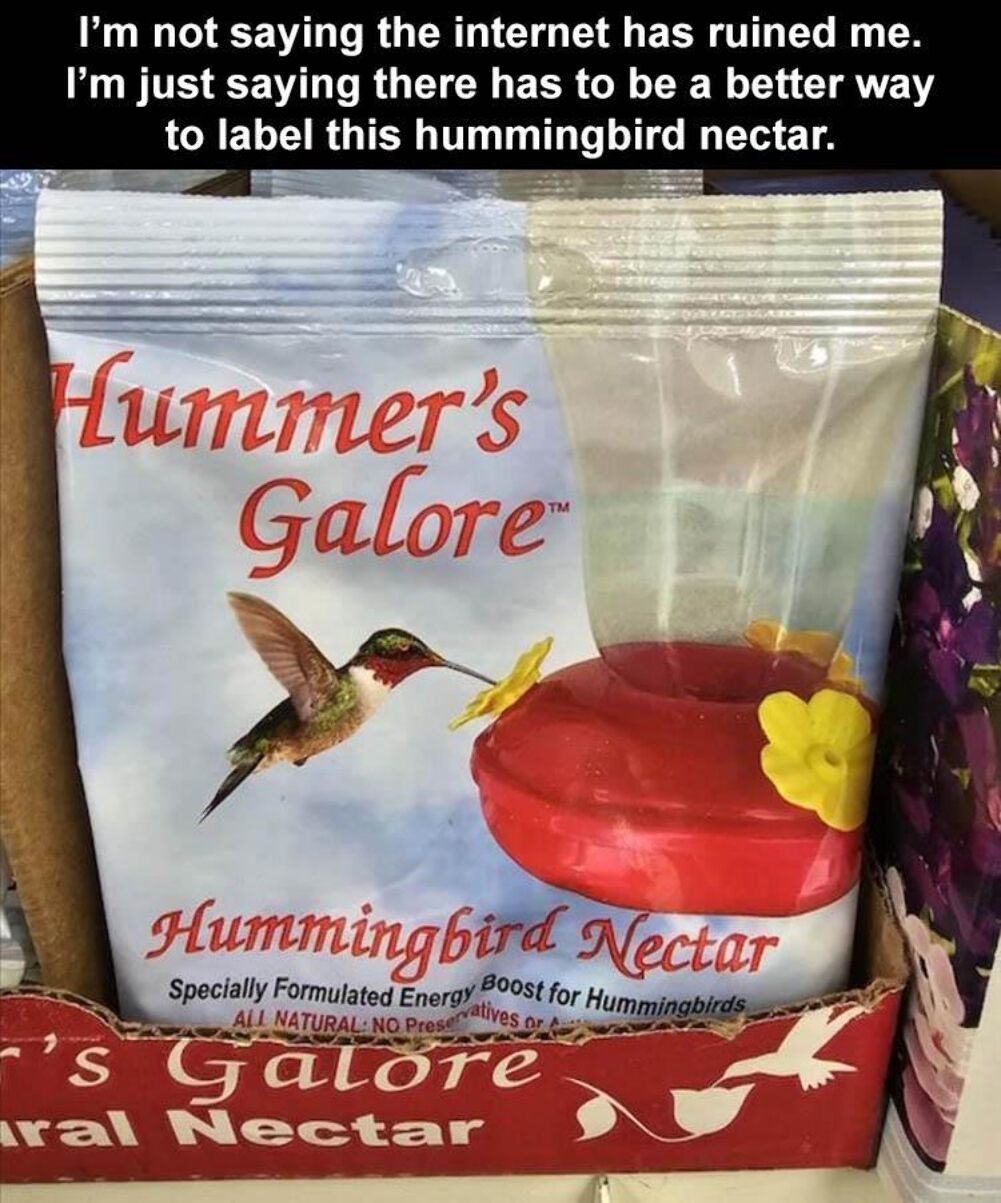 I'm not saying the internet has ruined me.
I'm just saying there has to be a better way
to label this hummingbird nectar.
Hummer's
Galore™
Hummingbird Nectar
Specially Formulated Energy Boost for Hummingbirds
ALL NATURAL: NO Preservatives or
's Galore
Nectar